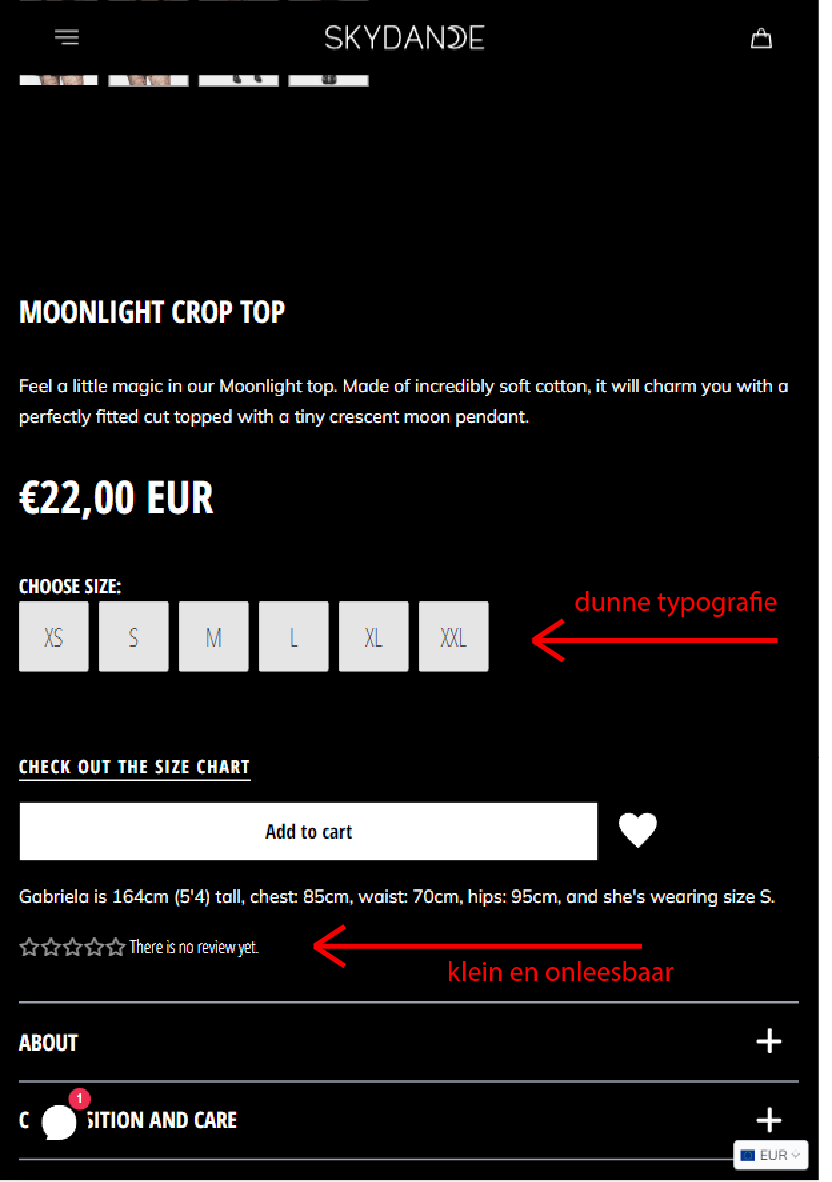 SKYDANCE
MOONLIGHT CROP TOP
Feel a little magic in our Moonlight top. Made of incredibly soft cotton, it will charm you with a
perfectly fitted cut topped with a tiny crescent moon pendant.
€22,00 EUR
CHOOSE SIZE:
dunne typografie
XS S M L XL XXL
CHECK OUT THE SIZE CHART
Add to cart
Gabriela is 164cm (5'4) tall, chest: 85cm, waist: 70cm, hips: 95cm, and she's wearing size S.
There is no review yet.
klein en onleesbaar
ABOUT
1
C SITION AND CARE
EUR